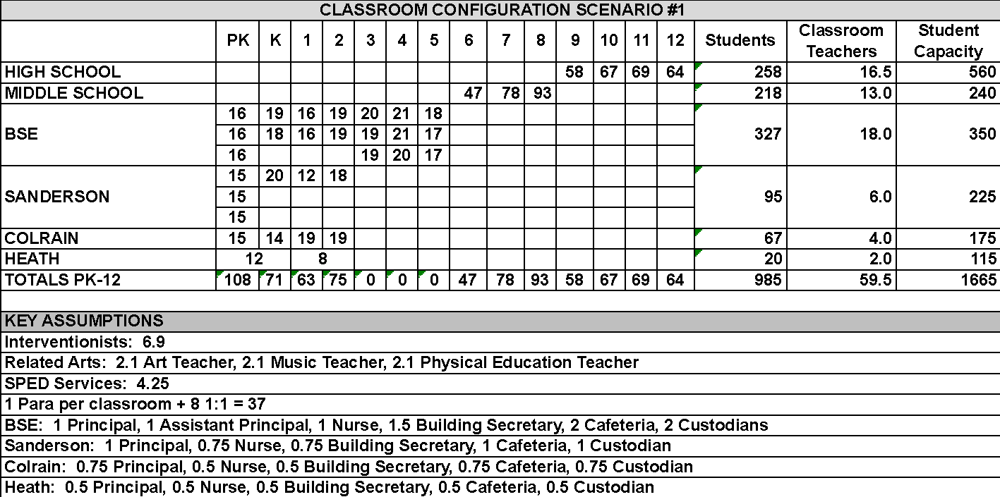 CLASSROOM CONFIGURATION SCENARIO #1
PK K 1 2 3 4 5 6 7 8 9 10 11 12 Students Classroom Teachers Student Capacity
HIGH SCHOOL 58 67 69 64 258 16.5 560
MIDDLE SCHOOL 47 78 93 218 13.0 240
BSE 16 19 16 19 20 21 18 327 18.0 350
16 18 16 19 19 21 17
16 19 20 17
SANDERSON 15 20 12 18 95 6.0 225
15
15
COLRAIN 15 14 19 19 67 4.0 175
HEATH 12 8 20 2.0 115
TOTALS PK-12 108 71 63 75 0 0 0 47 78 93 58 67 69 64 985 59.5 1665
KEY ASSUMPTIONS
Interventionists: 6.9
Related Arts: 2.1 Art Teacher, 2.1 Music Teacher, 2.1 Physical Education Teacher
SPED Services: 4.25
1 Para per classroom + 8 1:1 = 37
BSE: 1 Principal, 1 Assistant Principal, 1 Nurse, 1.5 Building Secretary, 2 Cafeteria, 2 Custodians
Sanderson: 1 Principal, 0.75 Nurse, 0.75 Building Secretary, 1 Cafeteria, 1 Custodian
Colrain: 0.75 Principal, 0.5 Nurse, 0.5 Building Secretary, 0.75 Cafeteria, 0.75 Custodian
Heath: 0.5 Principal, 0.5 Nurse, 0.5 Building Secretary, 0.5 Cafeteria, 0.5 Custodian